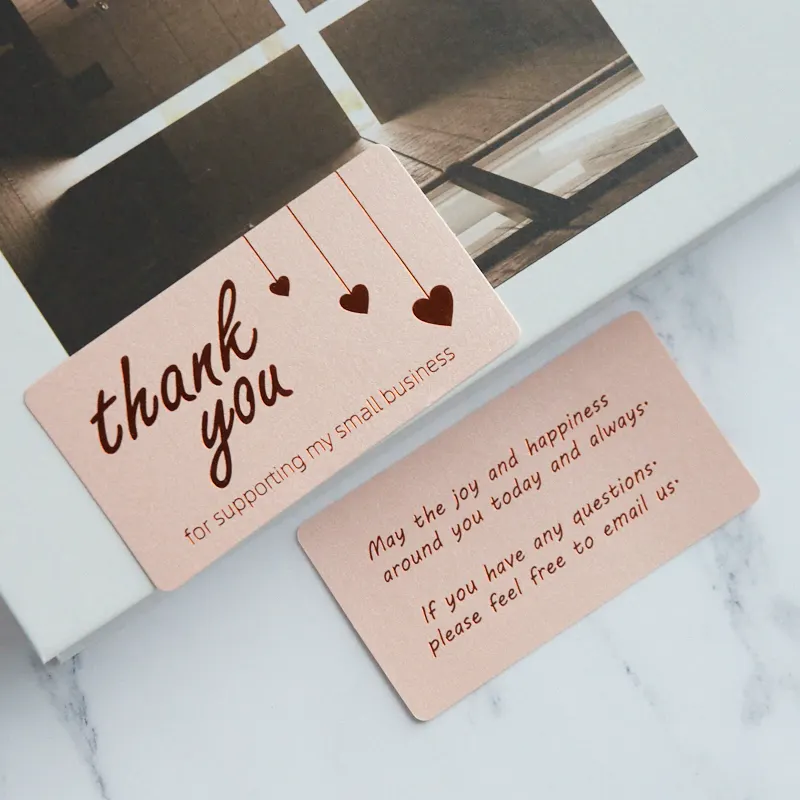 thank
you
for supporting my small business
May the joy and happiness
around you today and always.
If you have any questions.
please feel free to email us.